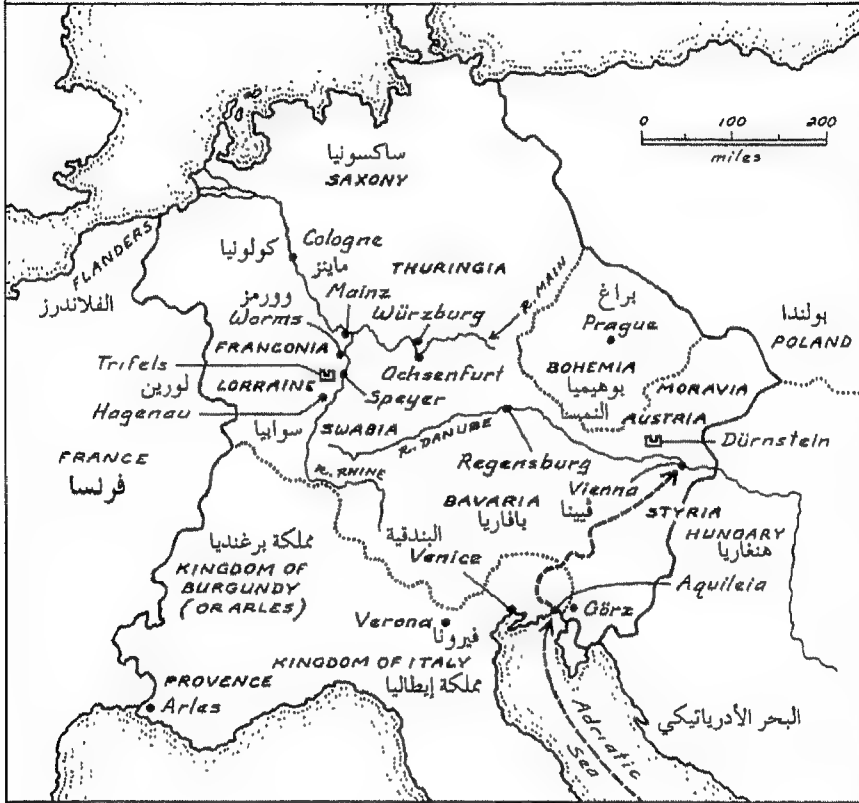 0 100 200
miles
ساكسونيا
SAXONY
FLANDERS
الفلاندرز
كولونيا
Cologne
ماينز
Mainz
THURINGIA
R. MAIN
وورمز
Worms
Würzburg
براغ
Prague
بولندا
POLAND
FRANCONIA
Trifels
لورين
LORRAINE
Ochsenfurt
Speyer
BOHEMIA
بوهيميا
MORAVIA
النمسا
AUSTRIA
Hagenau
سوابيا
SWABIA
R. DANUBE
Dürnstein
FRANCE
فرلسا
R. RHINE
Regensburg
Vienna
ڤيينا
BAVARIA
بافاريا
STYRIA
HUNGARY
هنغاريا
مملكة برغنديا
KINGDOM OF
BURGUNDY
(OR ARLES)
البندقية
Venice
Aquileia
Görz
Verona
فيرونا
KINGDOM OF ITALY
مملكة إيطاليا
PROVENCE
Arles
Adriatic
Sea
البحر الأدرياتيكي